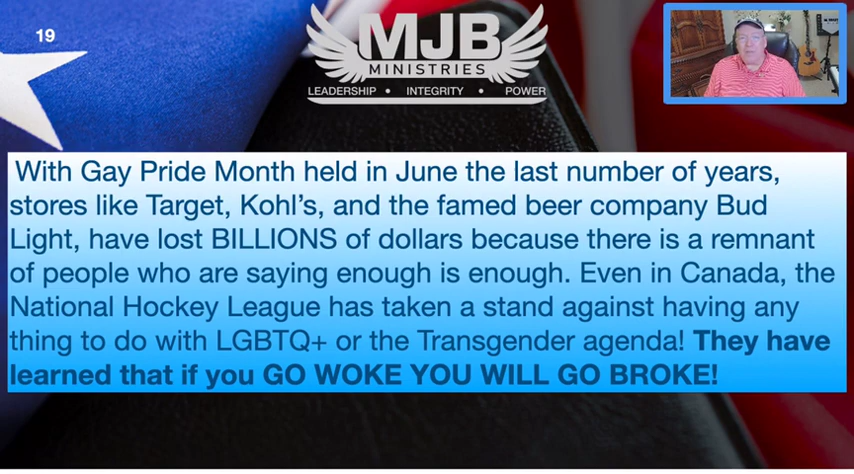 19
MJB
MINISTRIES
LEADERSHIP • INTEGRITY • POWER
With Gay Pride Month held in June the last number of years,
stores like Target, Kohl’s, and the famed beer company Bud
Light, have lost BILLIONS of dollars because there is a remnant
of people who are saying enough is enough. Even in Canada, the
National Hockey League has taken a stand against having any
thing to do with LGBTQ+ or the Transgender agenda! They have
learned that if you GO WOKE YOU WILL GO BROKE!